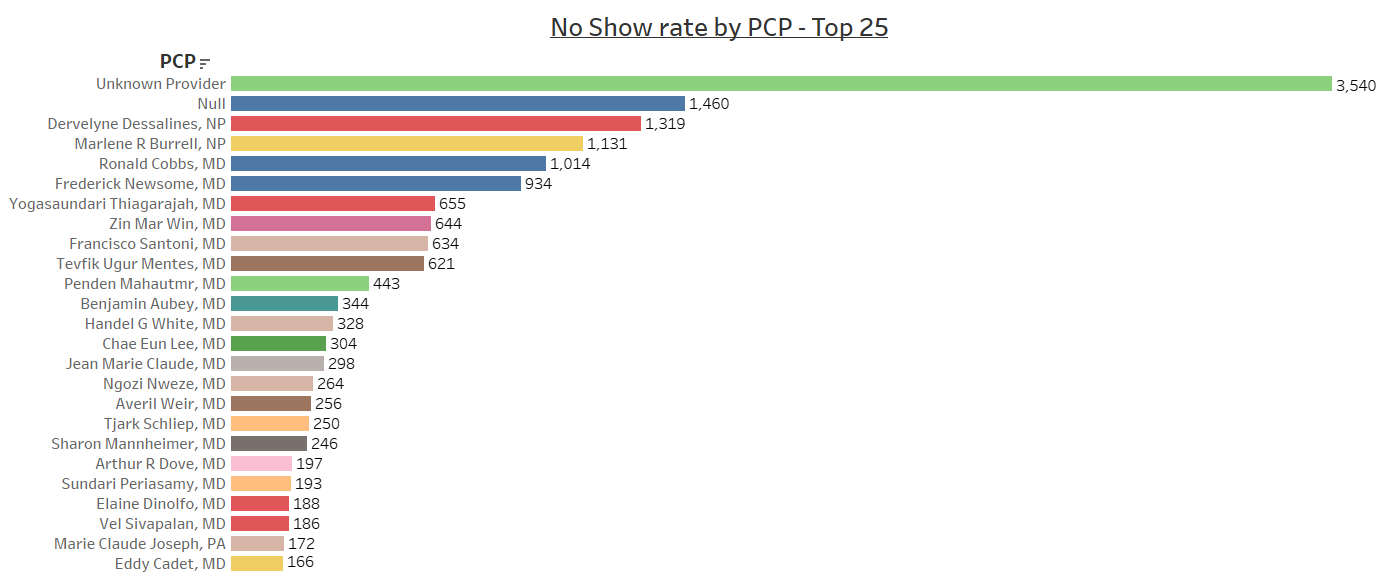 No Show rate by PCP - Top 25
PCP
Unknown Provider 3,540
Null 1,460
Dervelyne Dessalines, NP 1,319
Marlene R Burrell, NP 1,131
Ronald Cobbs, MD 1,014
Frederick Newsome, MD 934
Yogasaundari Thiagarajah, MD 655
Zin Mar Win, MD 644
Francisco Santoni, MD 634
Tevfik Ugur Mentes, MD 621
Penden Mahautmr, MD 443
Benjamin Aubey, MD 344
Handel G White, MD 328
Chae Eun Lee, MD 304
Jean Marie Claude, MD 298
Ngozi Nweze, MD 264
Averil Weir, MD 256
Tjark Schliep, MD 250
Sharon Mannheimer, MD 246
Arthur R Dove, MD 197
Sundari Periasamy, MD 193
Elaine Dinolfo, MD 188
Vel Sivapalan, MD 186
Marie Claude Joseph, PA 172
Eddy Cadet, MD 166